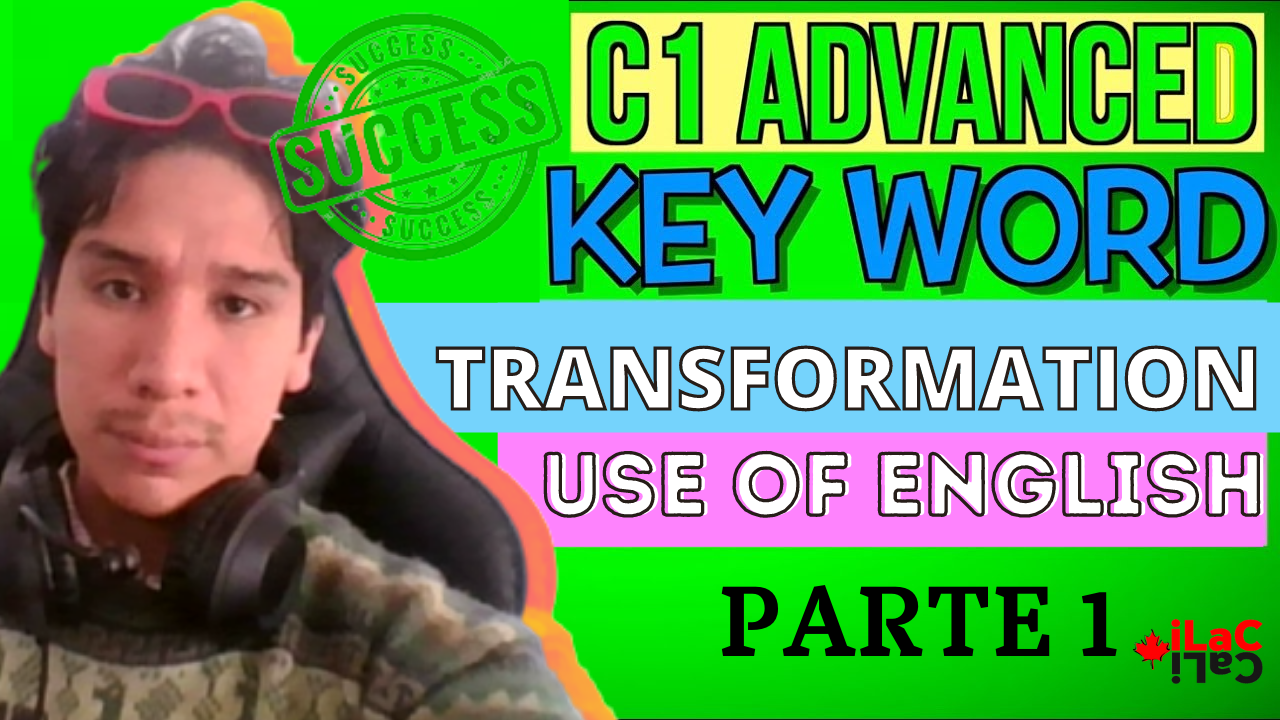 SUCCESS
SUCCESS
SUCCESS
C1 ADVANCED
KEY WORD
TRANSFORMATION
USE OF ENGLISH
PARTE 1
iLaC
Cali